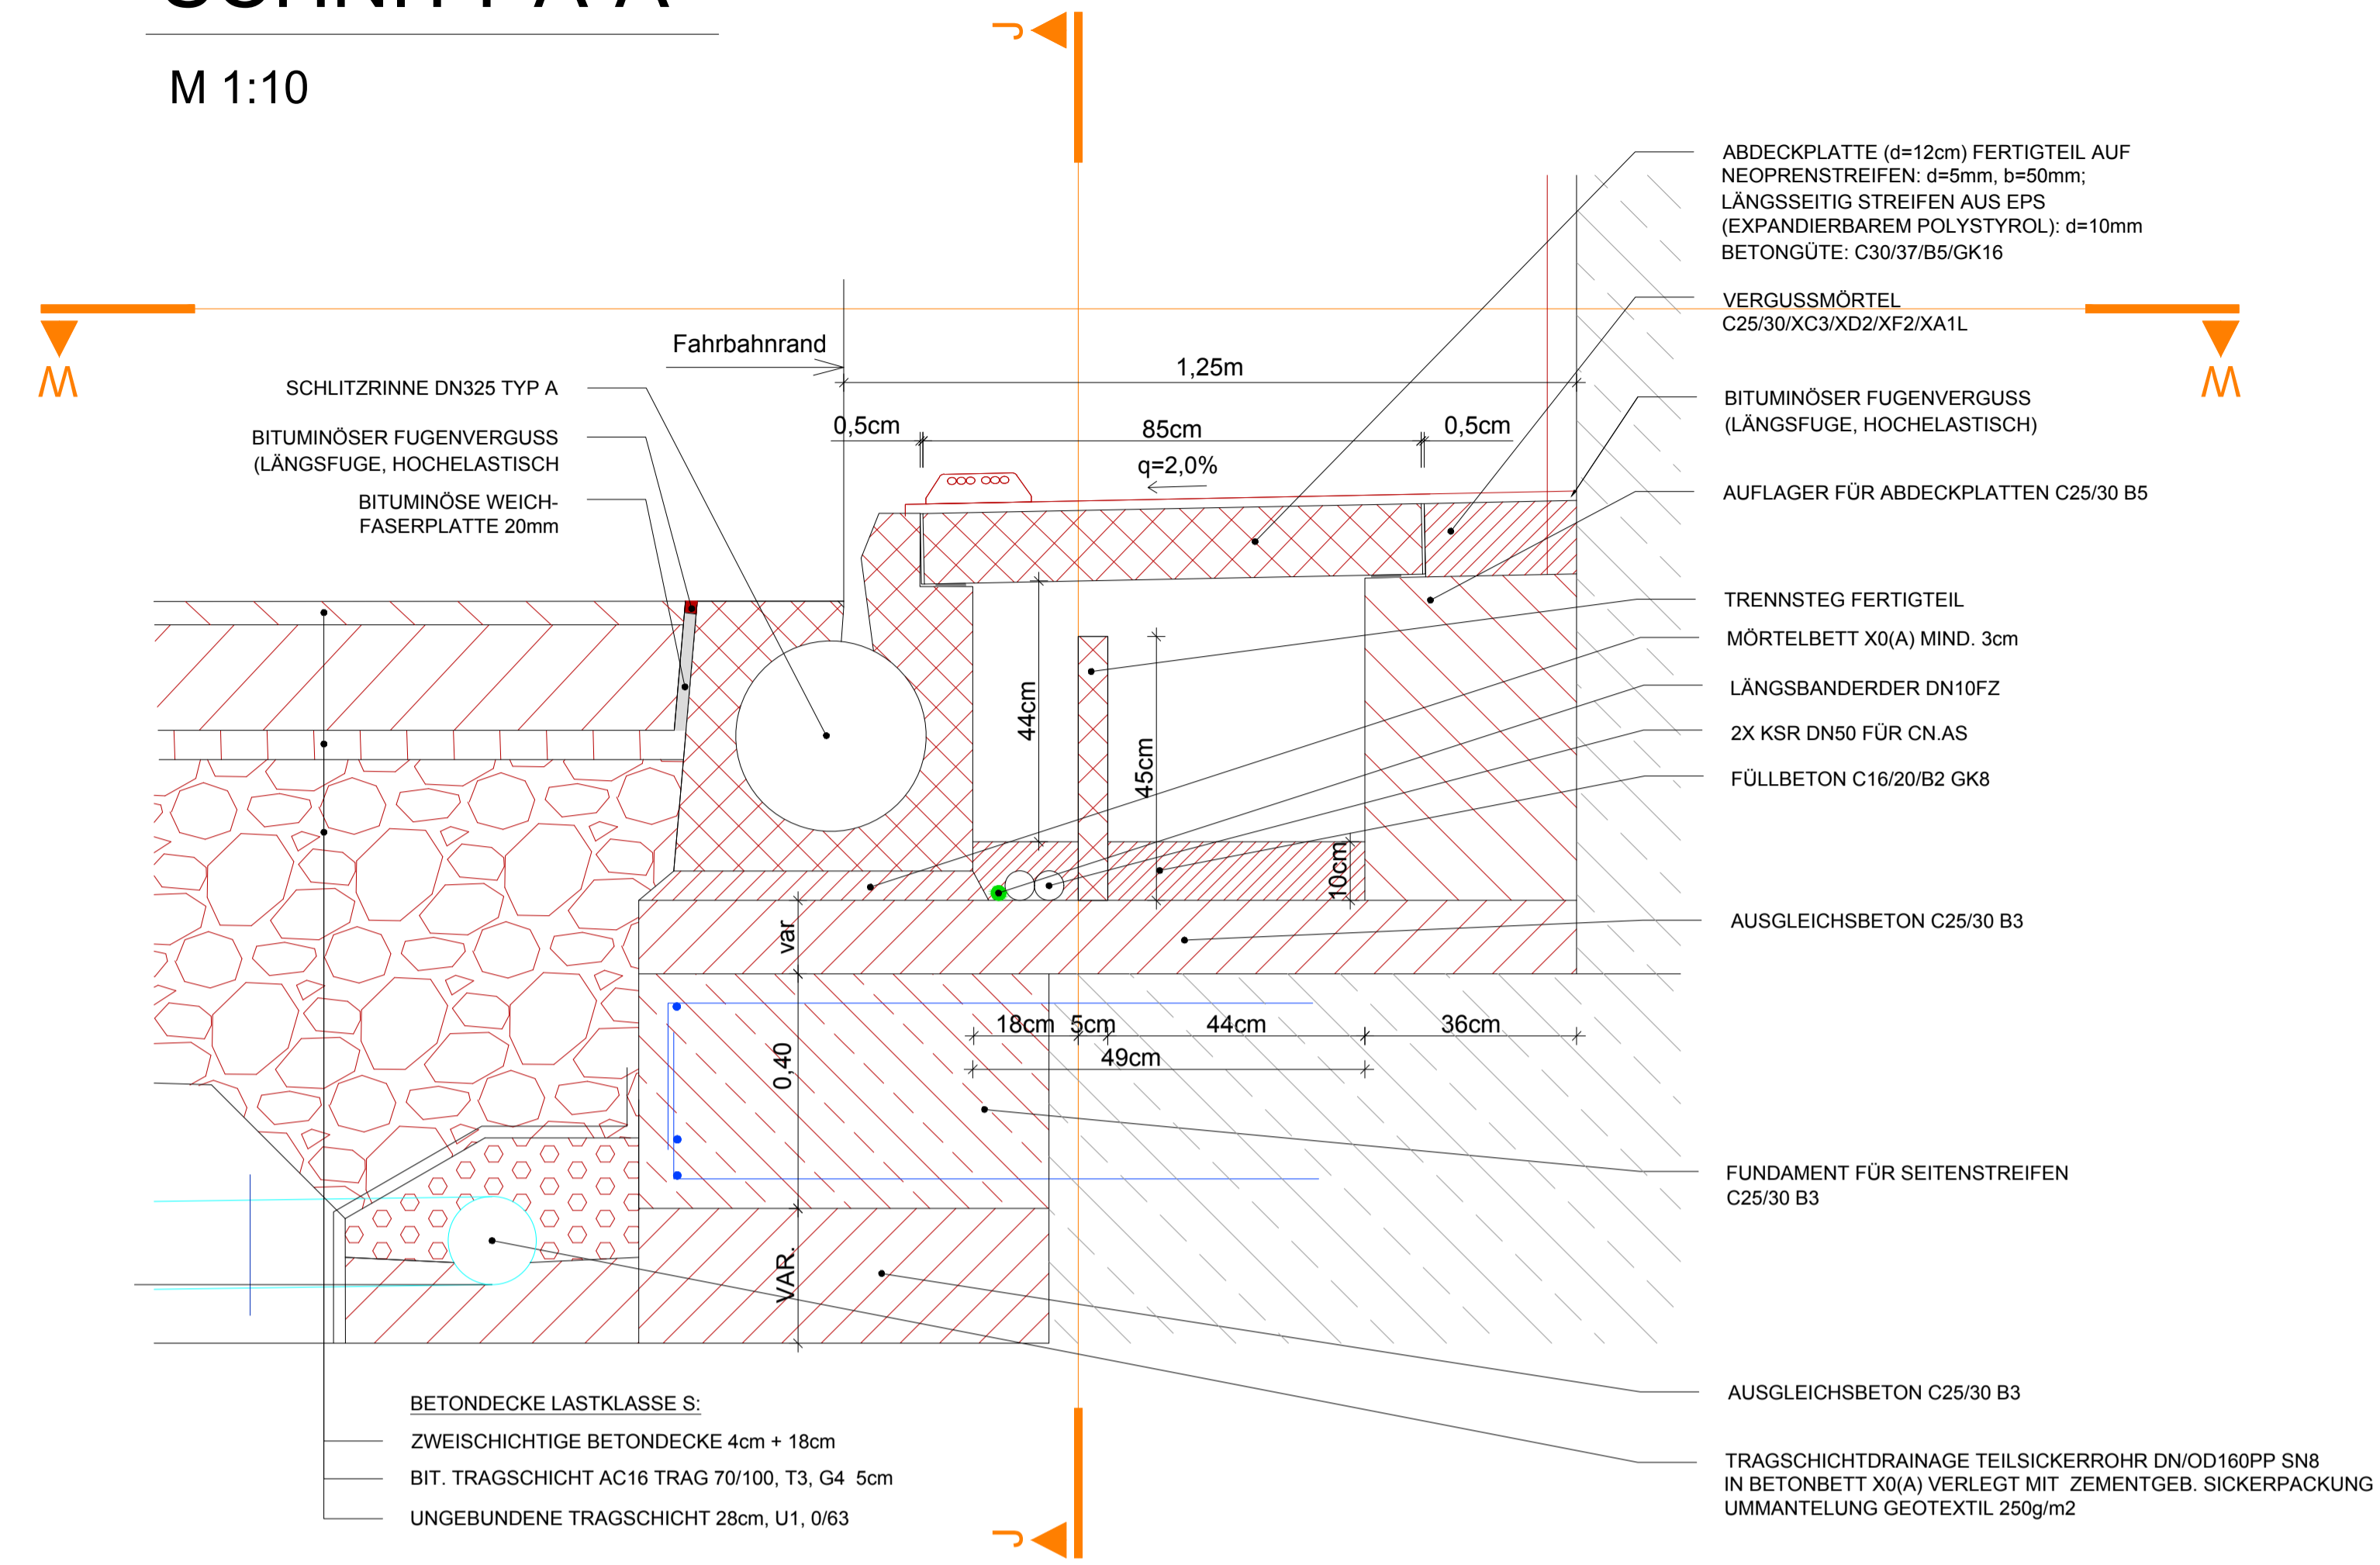 SCHNITT A-A
M 1:10
J
W
W
Fahrbahnrand
1,25m
0,5cm
85cm
0,5cm
q=2,0%
SCHLITZRINNE DN325 TYP A
BITUMINÖSER FUGENVERGUSS
(LÄNGSFUGE, HOCHELASTISCH
BITUMINÖSE WEICH-
FASERPLATTE 20mm
ABDECKPLATTE (d=12cm) FERTIGTEIL AUF
NEOPRENSTREIFEN: d=5mm, b=50mm;
LÄNGSSEITIG STREIFEN AUS EPS
(EXPANDIERBAREM POLYSTYROL): d=10mm
BETONGÜTE: C30/37/B5/GK16
VERGUSSMÖRTEL
C25/30/XC3/XD2/XF2/XA1L
BITUMINÖSER FUGENVERGUSS
(LÄNGSFUGE, HOCHELASTISCH)
AUFLAGER FÜR ABDECKPLATTEN C25/30 B5
TRENNSTEG FERTIGTEIL
MÖRTELBETT X0(A) MIND. 3cm
LÄNGSBANDERDER DN10FZ
2X KSR DN50 FÜR CN.AS
FÜLLBETON C16/20/B2 GK8
AUSGLEICHSBETON C25/30 B3
44cm
45cm
10cm
var
0,40
VAR.
18cm
5cm
44cm
36cm
49cm
FUNDAMENT FÜR SEITENSTREIFEN
C25/30 B3
AUSGLEICHSBETON C25/30 B3
TRAGSCHICHTDRAINAGE TEILSICKERROHR DN/OD160PP SN8
IN BETONBETT X0(A) VERLEGT MIT ZEMENTGEB. SICKERPACKUNG
UMMANTELUNG GEOTEXTIL 250g/m2
BETONDECKE LASTKLASSE S:
ZWEISCHICHTIGE BETONDECKE 4cm + 18cm
BIT. TRAGSCHICHT AC16 TRAG 70/100, T3, G4 5cm
UNGEBUNDENE TRAGSCHICHT 28cm, U1, 0/63
J